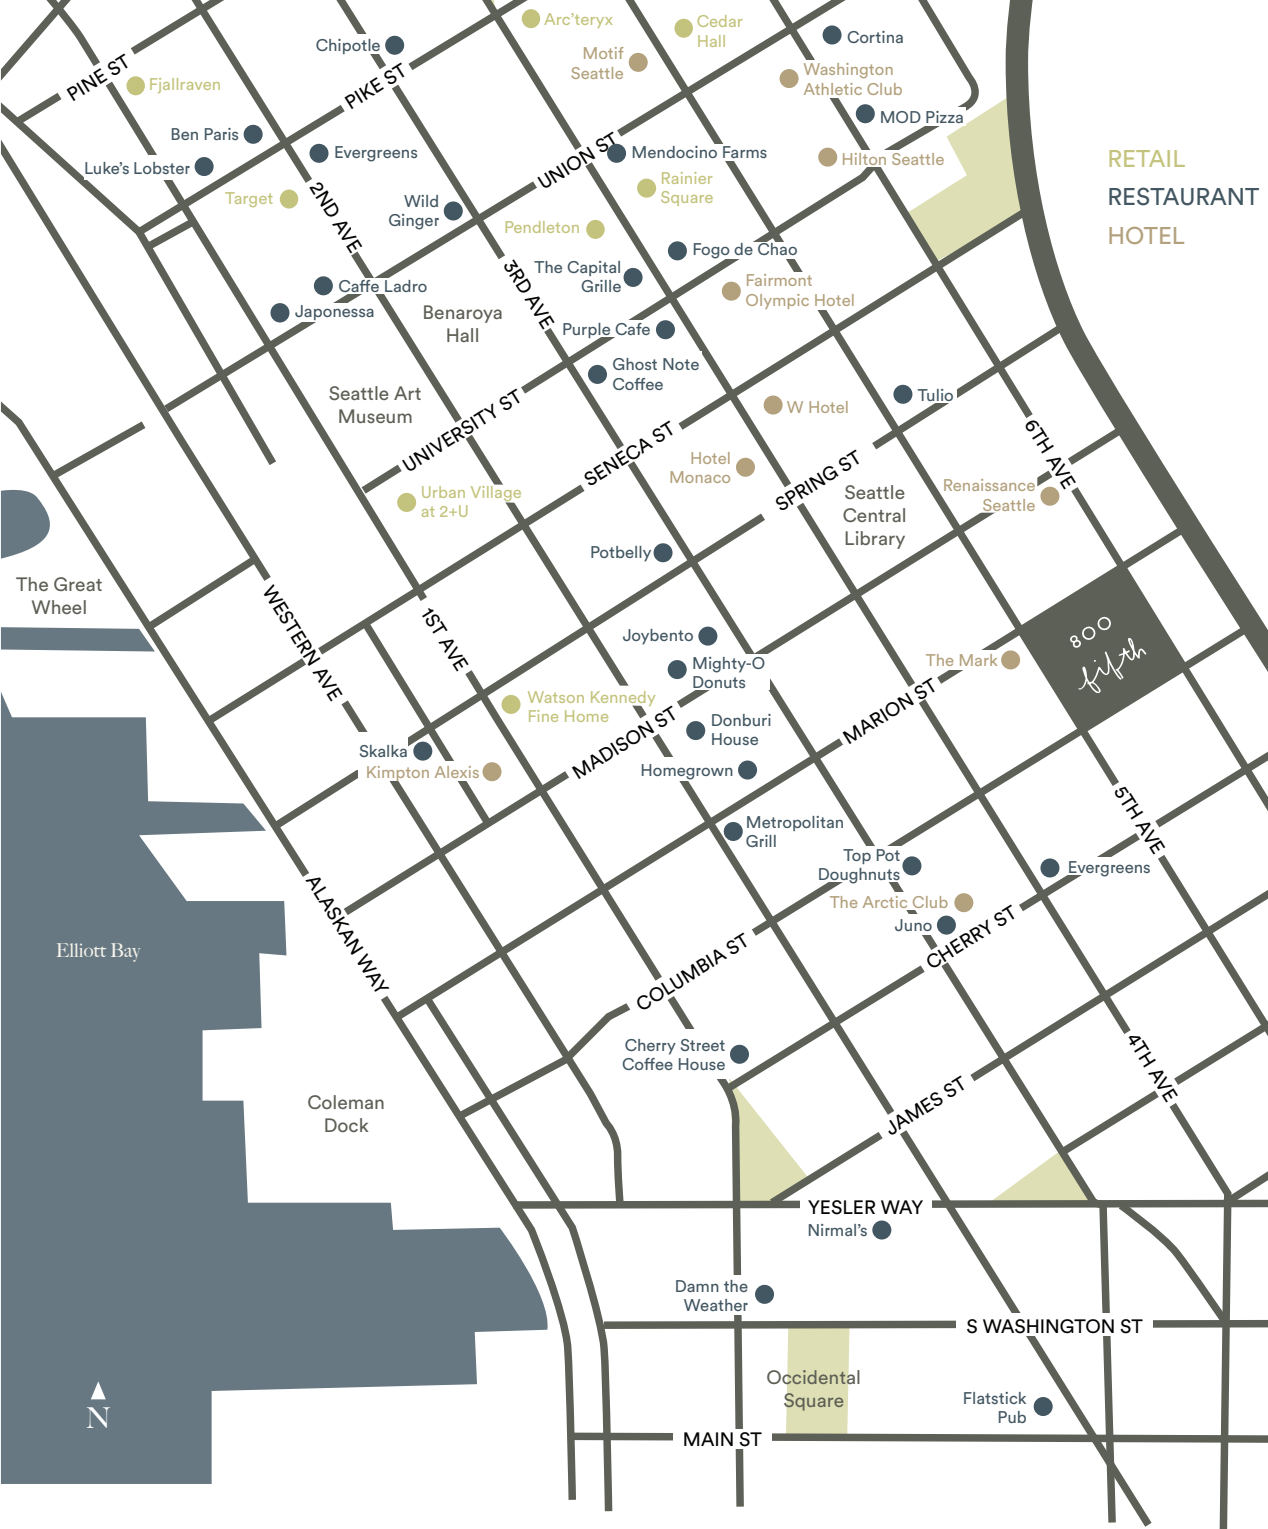 Arc'teryx
Cedar
Hall
Cortina
Chipotle
Motif
Seattle
Washington
Athletic Club
PINE ST
Fjallraven
PIKE ST
MOD Pizza
Ben Paris
Evergreens
UNION ST
Mendocino Farms
Hilton Seattle
RETAIL
RESTAURANT
HOTEL
Luke's Lobster
Target
2ND AVE
Wild
Ginger
Rainier
Square
Pendleton
Fogo de Chao
The Capital
Grille
Fairmont
Olympic Hotel
3RD AVE
Caffe Ladro
Japonessa
Benaroya
Hall
Purple Cafe
Ghost Note
Coffee
Seattle Art
Museum
W Hotel
Tulio
UNIVERSITY ST
SENECA ST
6TH AVE
Hotel
Monaco
SPRING ST
Urban Village
at 2+U
Seattle
Central
Library
Renaissance
Seattle
Potbelly
The Great
Wheel
WESTERN AVE
1ST AVE
Joybento
Mighty-O
Donuts
800
fifth
The Mark
Watson Kennedy
Fine Home
MADISON ST
MARION ST
Donburi
House
Skalka
Kimpton Alexis
Homegrown
Metropolitan
Grill
5TH AVE
Top Pot
Doughnuts
Evergreens
The Arctic Club
Juno
CHERRY ST
ALASKAN WAY
Elliott Bay
COLUMBIA ST
Cherry Street
Coffee House
4TH AVE
Coleman
Dock
JAMES ST
YESLER WAY
Nirmal's
Damn the
Weather
S WASHINGTON ST
Occidental
Square
Flatstick
Pub
N
MAIN ST